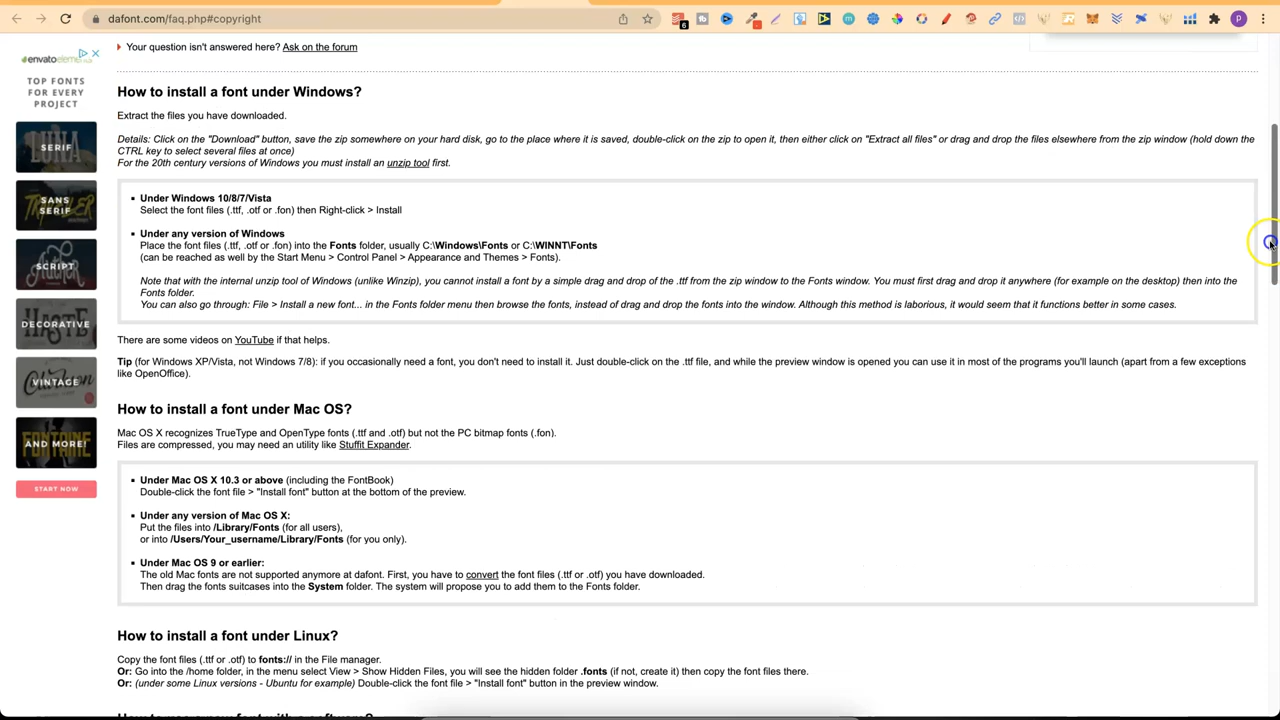 dafont.com/faq.php#copyright
6
P
Your question isn't answered here? Ask on the forum
envato elements
TOP FONTS
FOR EVERY
PROJECT
SERIF
SANS
SERIF
SCRIPT
DECORATIVE
VINTAGE
AND MORE!
START NOW
How to install a font under Windows?
Extract the files you have downloaded.
Details: Click on the "Download" button, save the zip somewhere on your hard disk, go to the place where it is saved, double-click on the zip to open it, then either click on "Extract all files" or drag and drop the files elsewhere from the zip window (hold down the
CTRL key to select several files at once)
For the 20th century versions of Windows you must install an unzip tool first.
Under Windows 10/8/7/Vista
Select the font files (.ttf, .otf or .fon) then Right-click > Install
Under any version of Windows
Place the font files (.ttf, .otf or .fon) into the Fonts folder, usually C:\Windows\Fonts or C:\WINNT\Fonts
(can be reached as well by the Start Menu > Control Panel > Appearance and Themes > Fonts).
Note that with the internal unzip tool of Windows (unlike Winzip), you cannot install a font by a simple drag and drop of the .ttf from the zip window to the Fonts window. You must first drag and drop it anywhere (for example on the desktop) then into the
Fonts folder.
You can also go through: File > Install a new font... in the Fonts folder menu then browse the fonts, instead of drag and drop the fonts into the window. Although this method is laborious, it would seem that it functions better in some cases.
There are some videos on YouTube if that helps.
Tip (for Windows XP/Vista, not Windows 7/8): if you occasionally need a font, you don't need to install it. Just double-click on the .ttf file, and while the preview window is opened you can use it in most of the programs you'll launch (apart from a few exceptions
like OpenOffice).
How to install a font under Mac OS?
Mac OS X recognizes TrueType and OpenType fonts (.ttf and .otf) but not the PC bitmap fonts (.fon).
Files are compressed, you may need an utility like Stuffit Expander.
Under Mac OS X 10.3 or above (including the FontBook)
Double-click the font file > "Install font" button at the bottom of the preview.
Under any version of Mac OS X:
Put the files into /Library/Fonts (for all users),
or into /Users/Your_username/Library/Fonts (for you only).
Under Mac OS 9 or earlier:
The old Mac fonts are not supported anymore at dafont. First, you have to convert the font files (.ttf or .otf) you have downloaded.
Then drag the fonts suitcases into the System folder. The system will propose you to add them to the Fonts folder.
How to install a font under Linux?
Copy the font files (.ttf or .otf) to fonts:// in the File manager.
Or: Go into the /home folder, in the menu select View > Show Hidden Files, you will see the hidden folder .fonts (if not, create it) then copy the font files there.
Or: (under some Linux versions - Ubuntu for example) Double-click the font file > "Install font" button in the preview window.
How to use a new font with a software?